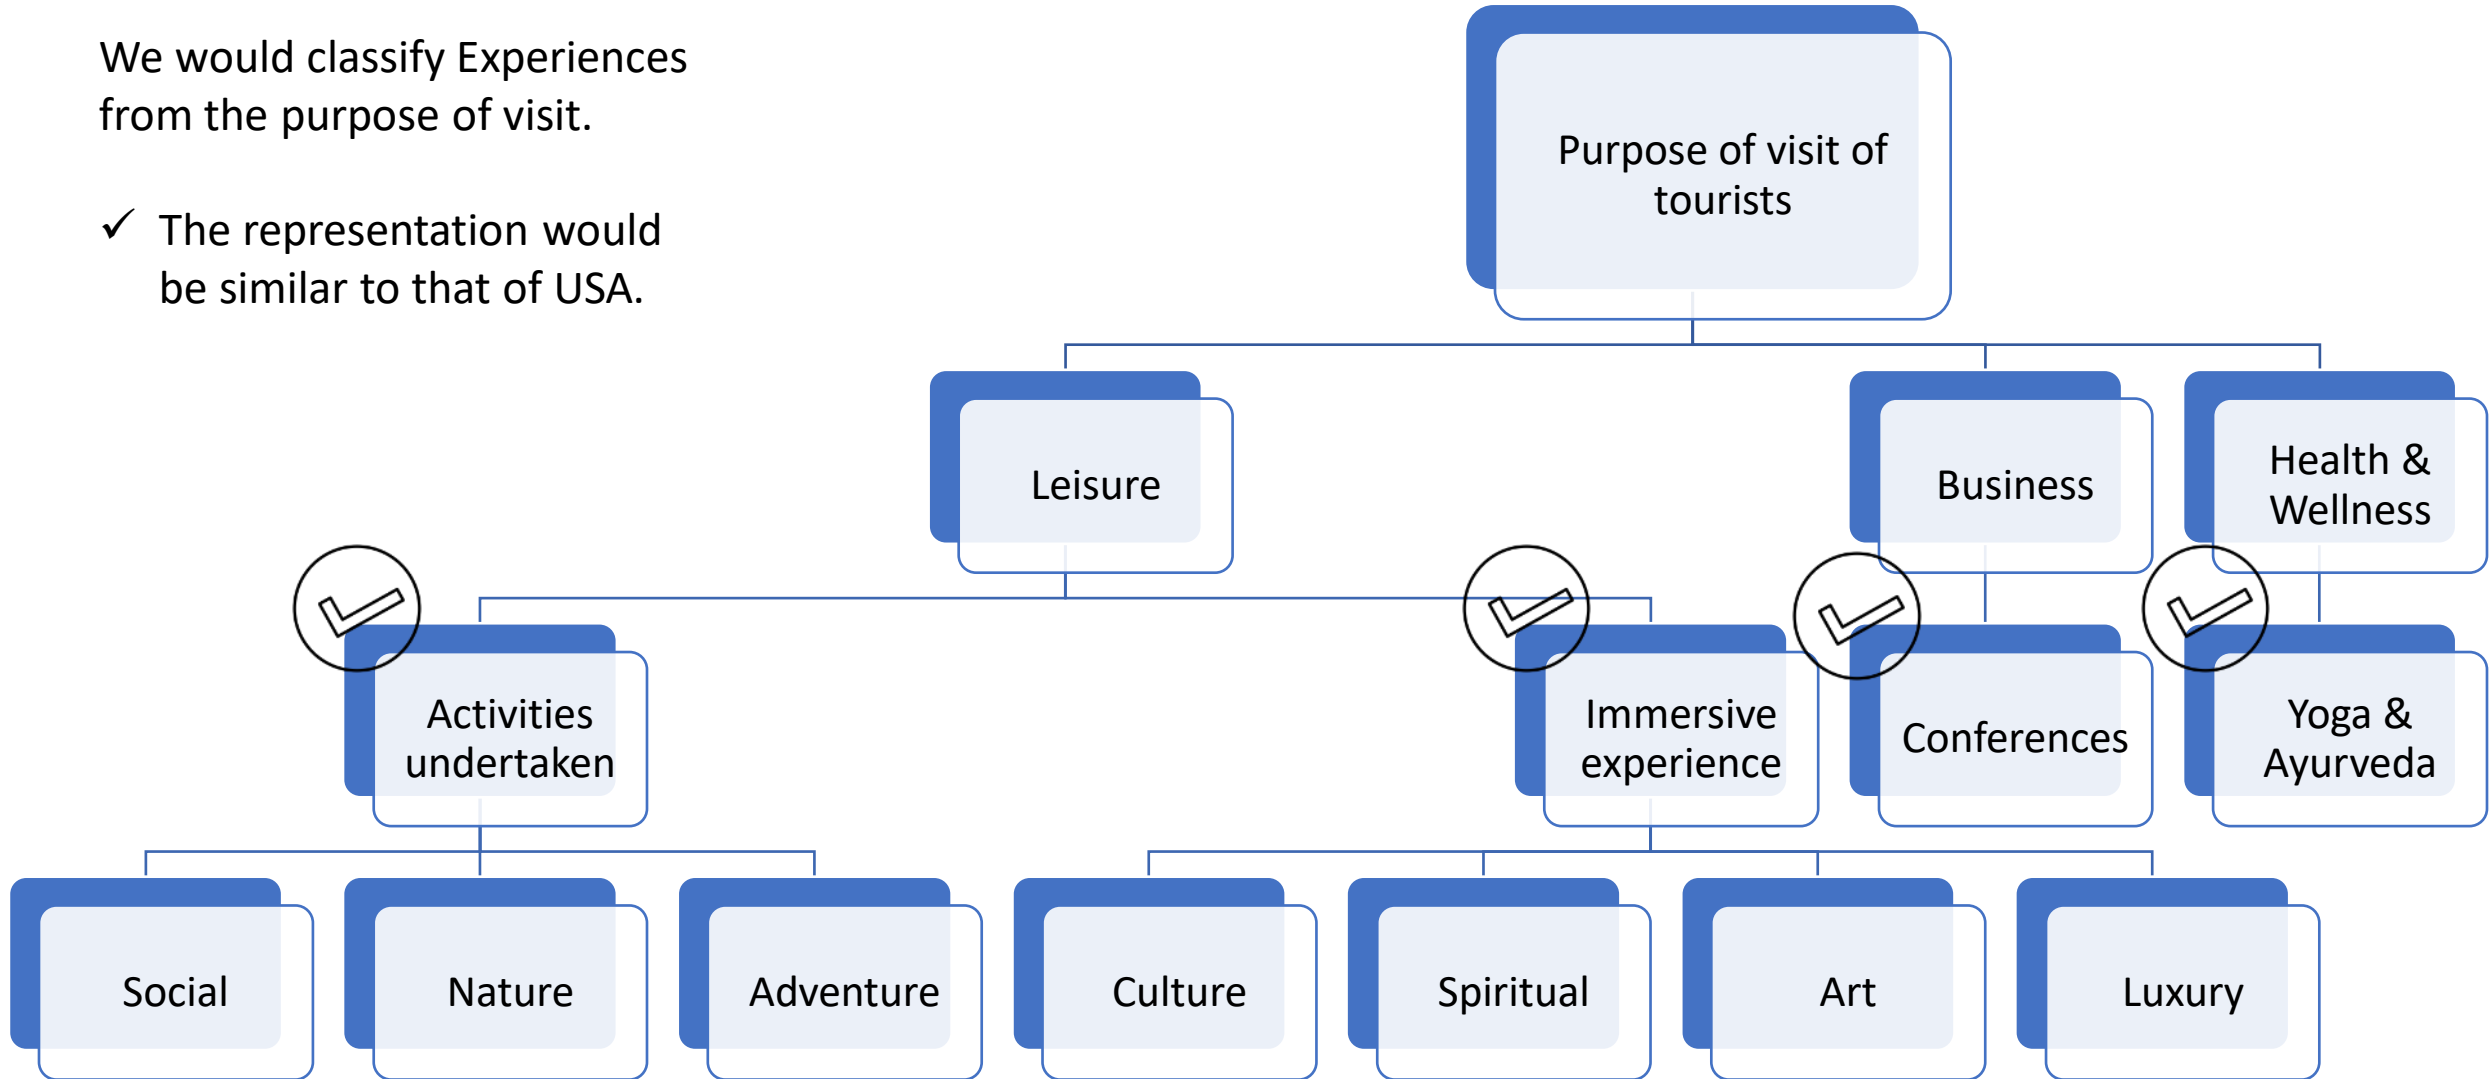 We would classify Experiences
from the purpose of visit.
✓ The representation would
be similar to that of USA.
Purpose of visit of
tourists
Leisure
Business
Health &
Wellness
Activities
undertaken
Immersive
experience
Conferences
Yoga &
Ayurveda
Social
Nature
Adventure
Culture
Spiritual
Art
Luxury